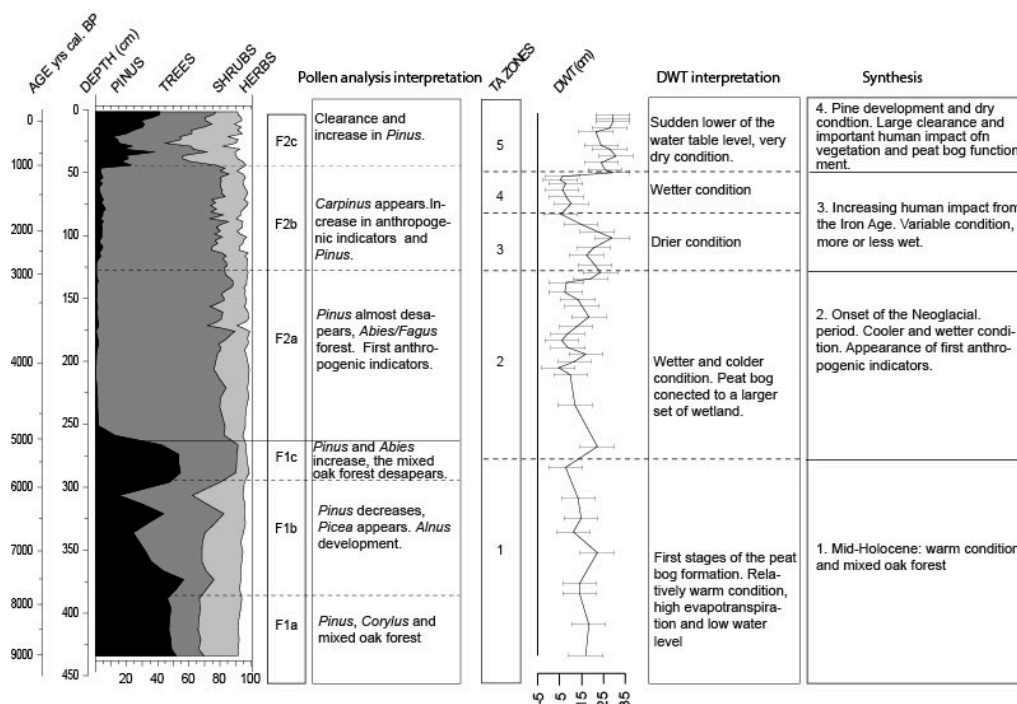 AGE yrs cal. BP
DEPTH (cm)
PINUS
TREES
SHRUBS
HERBS
Pollen analysis interpretation
TA ZONES
DWT(cm)
DWT interpretation
Synthesis
0
1000
2000
3000
4000
5000
6000
7000
8000
9000
0
50
100
150
200
250
300
350
400
450
20 40 60 80 100
F2c
F2b
F2a
F1c
F1b
F1a
Clearance and
increase in Pinus.
Carpinus appears.In-
crease in anthropoge-
genic indicators and
Pinus.
Pinus almost desa-
pears, Abies/Fagus
forest. First anthro-
pogenic indicators.
Pinus and Abies
increase, the mixed
oak forest desapears.
Pinus decreases,
Picea appears. Alnus
development.
Pinus, Corylus and
mixed oak forest
5
4
3
2
1
-5 5 15 25 35
Sudden lower of the
water table level, very
dry condition.
Wetter condition
Drier condition
Wetter and colder
condition. Peat bog
conected to a larger
set of wetland.
First stages of the peat
bog formation. Rela-
tively warm condition,
high evapotranspira-
tion and low water
level
4. Pine development and dry
condtion. Large clearance and
important human impact ofn
vegetation and peat bog function
ment.
3. Increasing human impact from
the Iron Age. Variable condition,
more or less wet.
2. Onset of the Neoglacial.
period. Cooler and wetter condi-
tion. Appearance of first anthro-
pogenic indicators.
1. Mid-Holocene: warm condition
and mixed oak forest